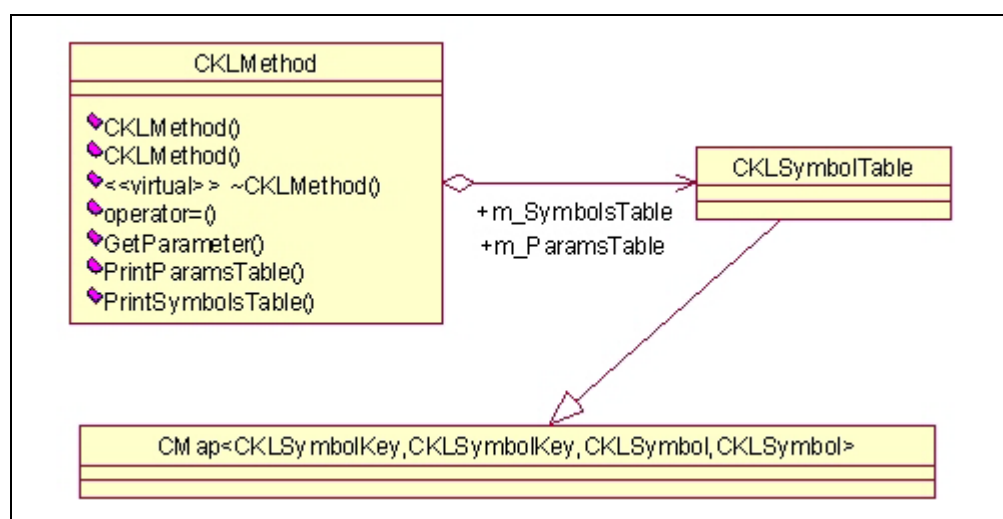 CKLMethod
CKLMethod()
CKLMethod()
<<virtual>> ~CKLMethod()
operator=()
GetParameter()
PrintParamsTable()
PrintSymbolsTable()
CKLSymbolTable
+m_SymbolsTable
+m_ParamsTable
CMap<CKLSymbolKey,CKLSymbolKey,CKLSymbol,CKLSymbol>